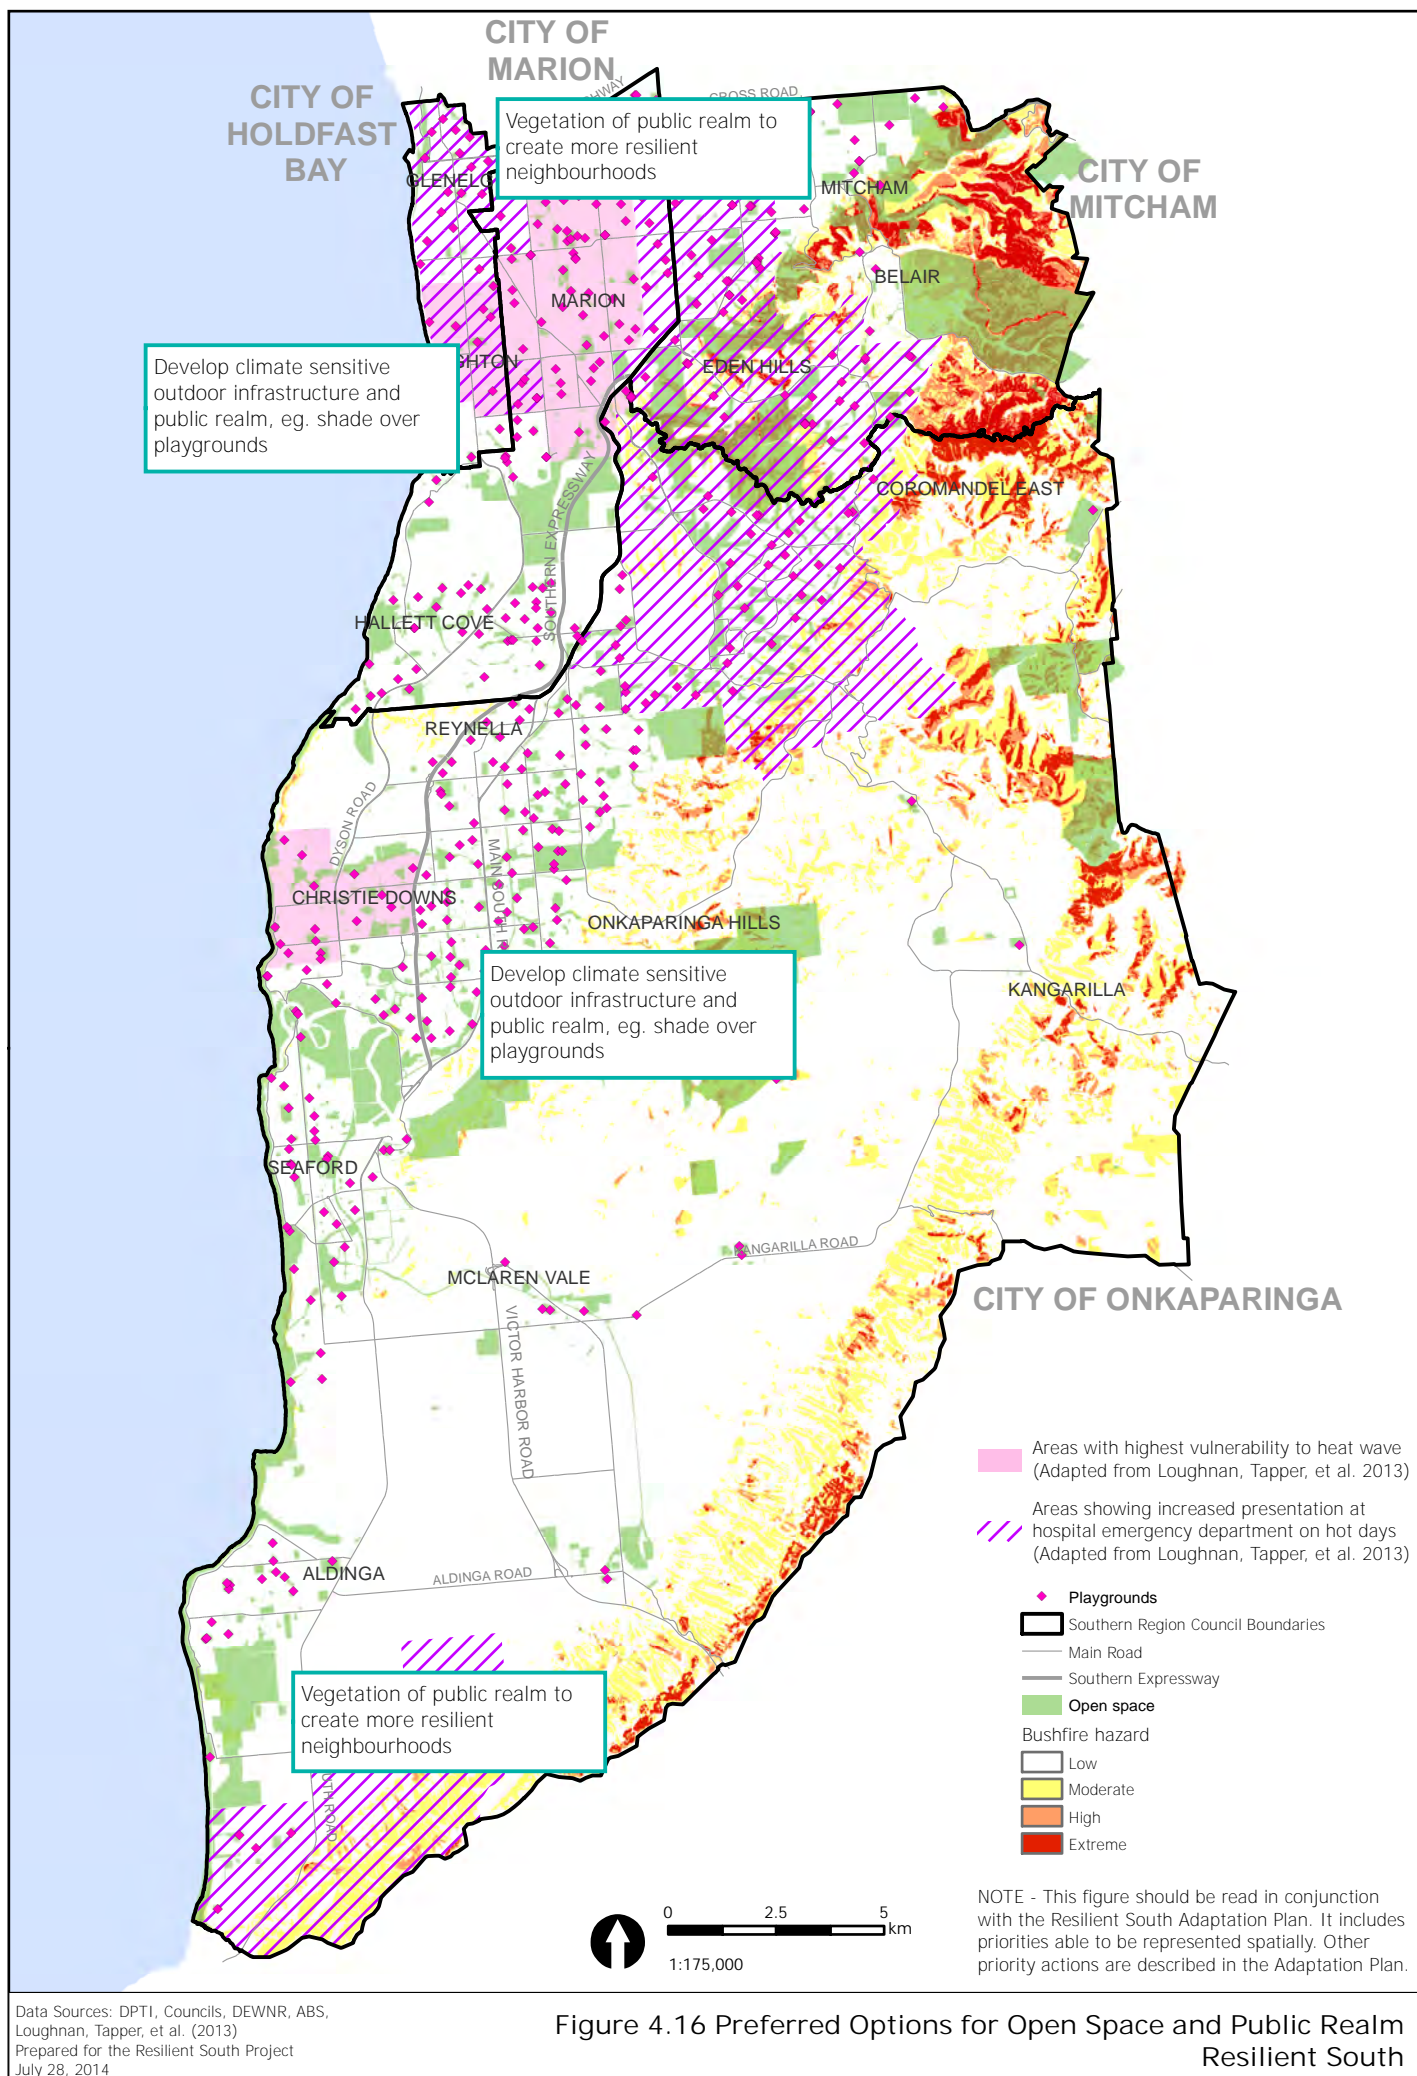 CITY OF
MARION
CITY OF
HOLDFAST
BAY
CROSS ROAD
Vegetation of public realm to
create more resilient
neighbourhoods
CITY OF
MITCHAM
MITCHAM
BELAIR
MARION
Develop climate sensitive
outdoor infrastructure and
public realm, eg. shade over
playgrounds
EDEN HILLS
COROMANDEL EAST
SOUTHERN EXPRESSWAY
HALLETT COVE
REYNELLA
DYSON ROAD
MAIN SOUTH
CHRISTIE DOWNS
ONKAPARINGA HILLS
Develop climate sensitive
outdoor infrastructure and
public realm, eg. shade over
playgrounds
KANGARILLA
SEAFORD
KANGARILLA ROAD
MCLAREN VALE
CITY OF ONKAPARINGA
VICTOR HARBOR ROAD
ALDINGA
ALDINGA ROAD
Vegetation of public realm to
create more resilient
neighbourhoods
ROAD
Areas with highest vulnerability to heat wave
(Adapted from Loughnan, Tapper, et al. 2013)
Areas showing increased presentation at
hospital emergency department on hot days
(Adapted from Loughnan, Tapper, et al. 2013)
Playgrounds
Southern Region Council Boundaries
Main Road
Southern Expressway
Open space
Bushfire hazard
Low
Moderate
High
Extreme
0 2.5 5
km
1:175,000
NOTE - This figure should be read in conjunction
with the Resilient South Adaptation Plan. It includes
priorities able to be represented spatially. Other
priority actions are described in the Adaptation Plan.
Data Sources: DPTI, Councils, DEWNR, ABS,
Loughnan, Tapper, et al. (2013)
Prepared for the Resilient South Project
July 28, 2014
Figure 4.16 Preferred Options for Open Space and Public Realm
Resilient South